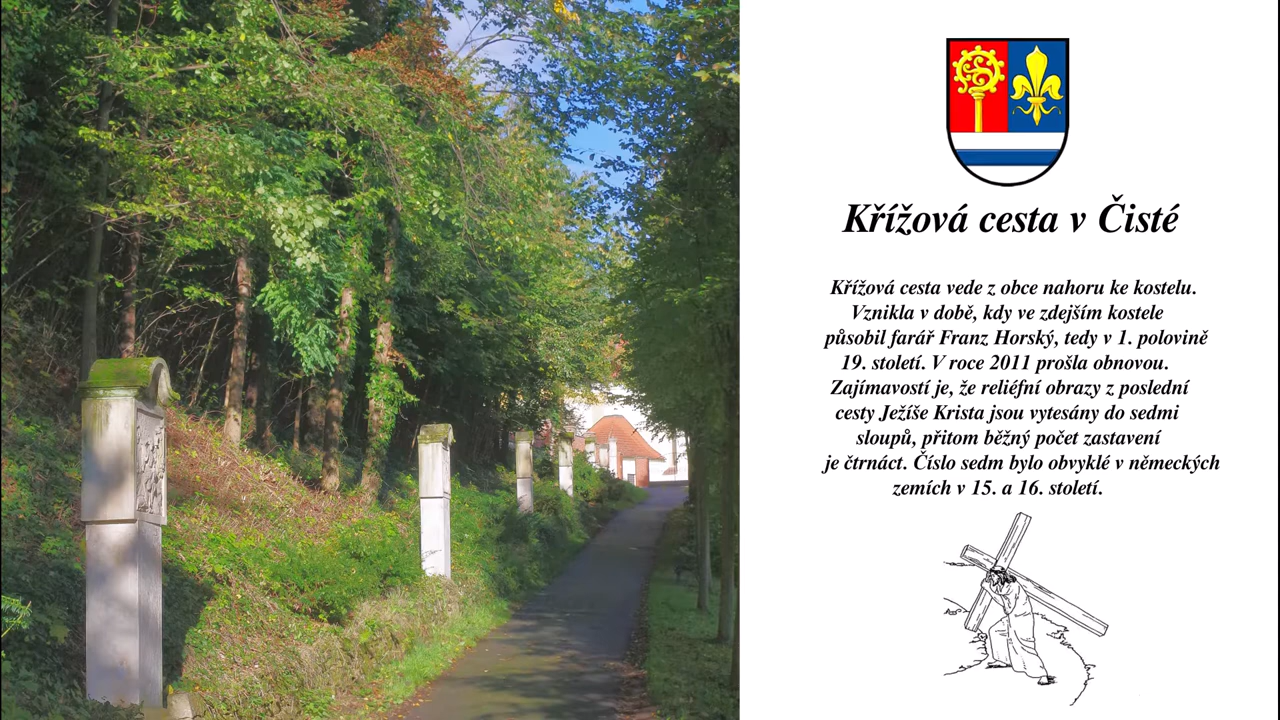 Křížová cesta v Čisté
Křížová cesta vede z obce nahoru ke kostelu.
Vznikla v době, kdy ve zdejším kostele
působil farář Franz Horský, tedy v 1. polovině
19. století. V roce 2011 prošla obnovou.
Zajímavostí je, že reliéfní obrazy z poslední
cesty Ježíše Krista jsou vytesány do sedmi
sloupů, přitom běžný počet zastavení
je čtrnáct. Číslo sedm bylo obvyklé v německých
zemích v 15. a 16. století.